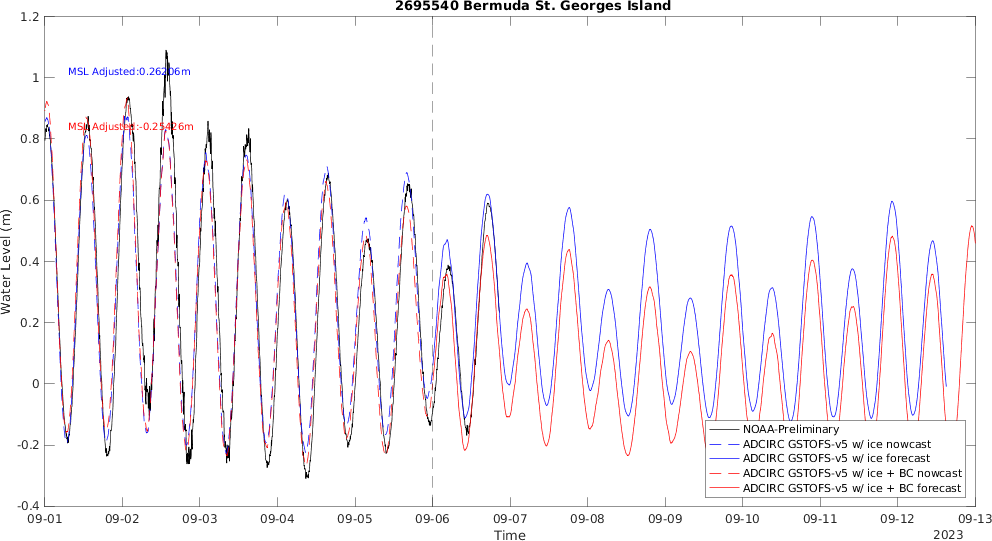 2695540 Bermuda St. Georges Island
1.2
1
0.8
0.6
0.4
0.2
0
-0.2
-0.4
Water Level (m)
MSL Adjusted:0.26206m
MSL Adjusted:-0.25426m
NOAA-Preliminary
ADCIRC GSTOFS-v5 w/ ice nowcast
ADCIRC GSTOFS-v5 w/ ice forecast
ADCIRC GSTOFS-v5 w/ ice + BC nowcast
ADCIRC GSTOFS-v5 w/ ice + BC forecast
09-01 09-02 09-03 09-04 09-05 09-06 09-07 09-08 09-09 09-10 09-11 09-12 09-13
Time
2023